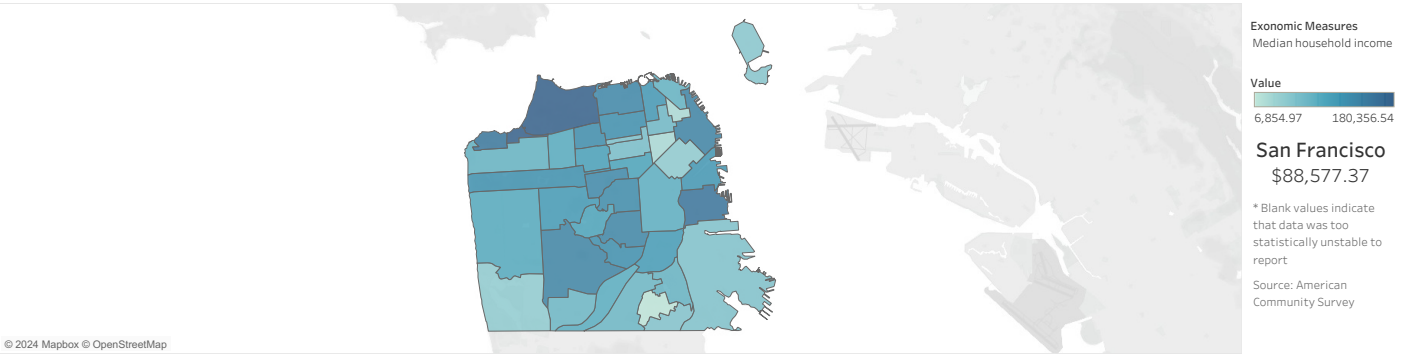 Exonomic Measures
Median household income
Value
6,854.97 180,356.54
San Francisco
$88,577.37
* Blank values indicate
that data was too
statistically unstable to
report
Source: American
Community Survey
© 2024 Mapbox © OpenStreetMap